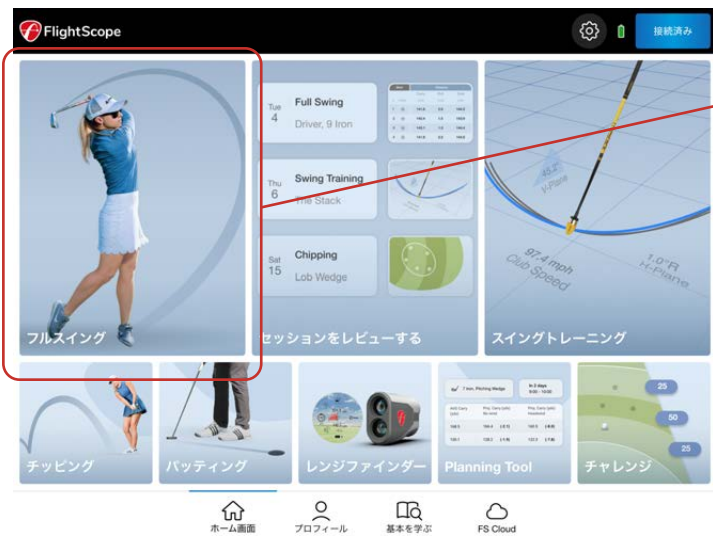 FlightScope
接続済み
Tue
4
Full Swing
Driver, 9 Iron
Thu
6
Swing Training
The Stack
Sat
15
Chipping
Lob Wedge
45.2°
V-Plane
97.4 mph
Club Speed
1.0°R
H-Plane
フルスイング
セッションをレビューする
スイングトレーニング
7 Iron, Pitching Wedge
In 2 days
9:00 - 10:00
25
50
25
チッピング
パッティング
レンジファインダー
Planning Tool
チャレンジ
ホーム画面
プロフィール
基本を学ぶ
FS Cloud